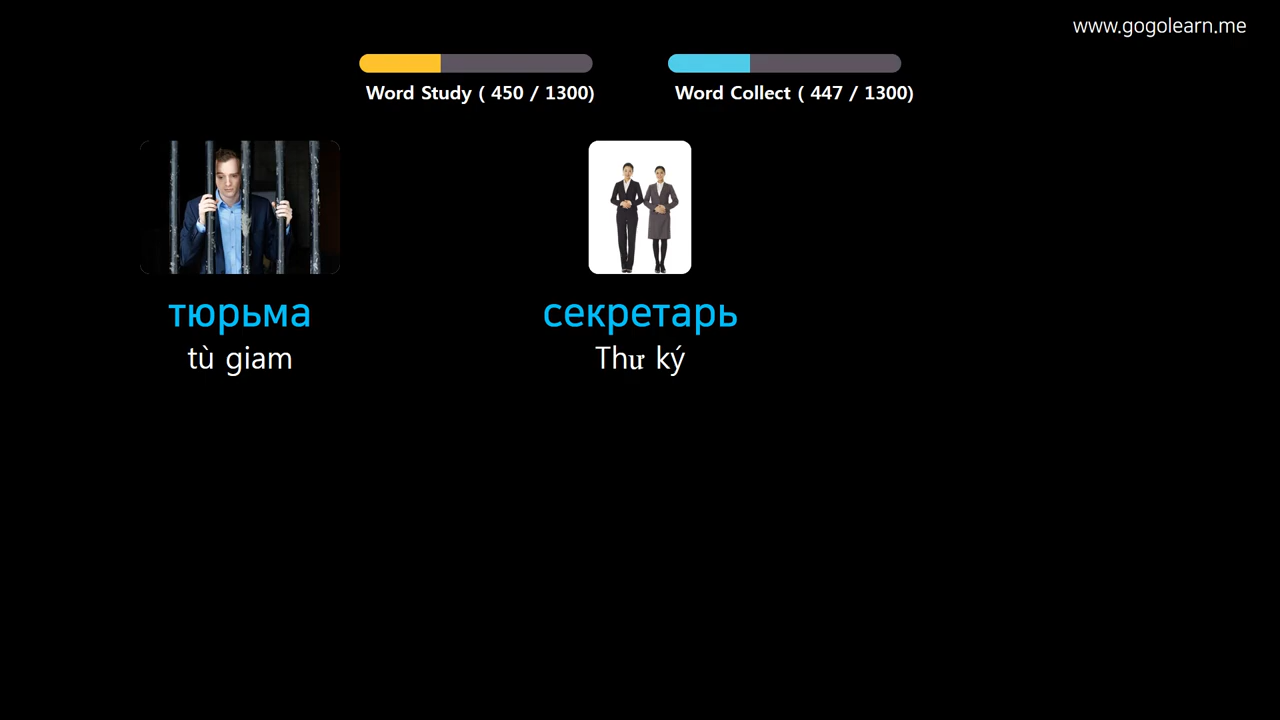 www.gogolearn.me
Word Study ( 450 / 1300)
Word Collect ( 447 / 1300)
тюрьма
tù giam
секретарь
Thư ký